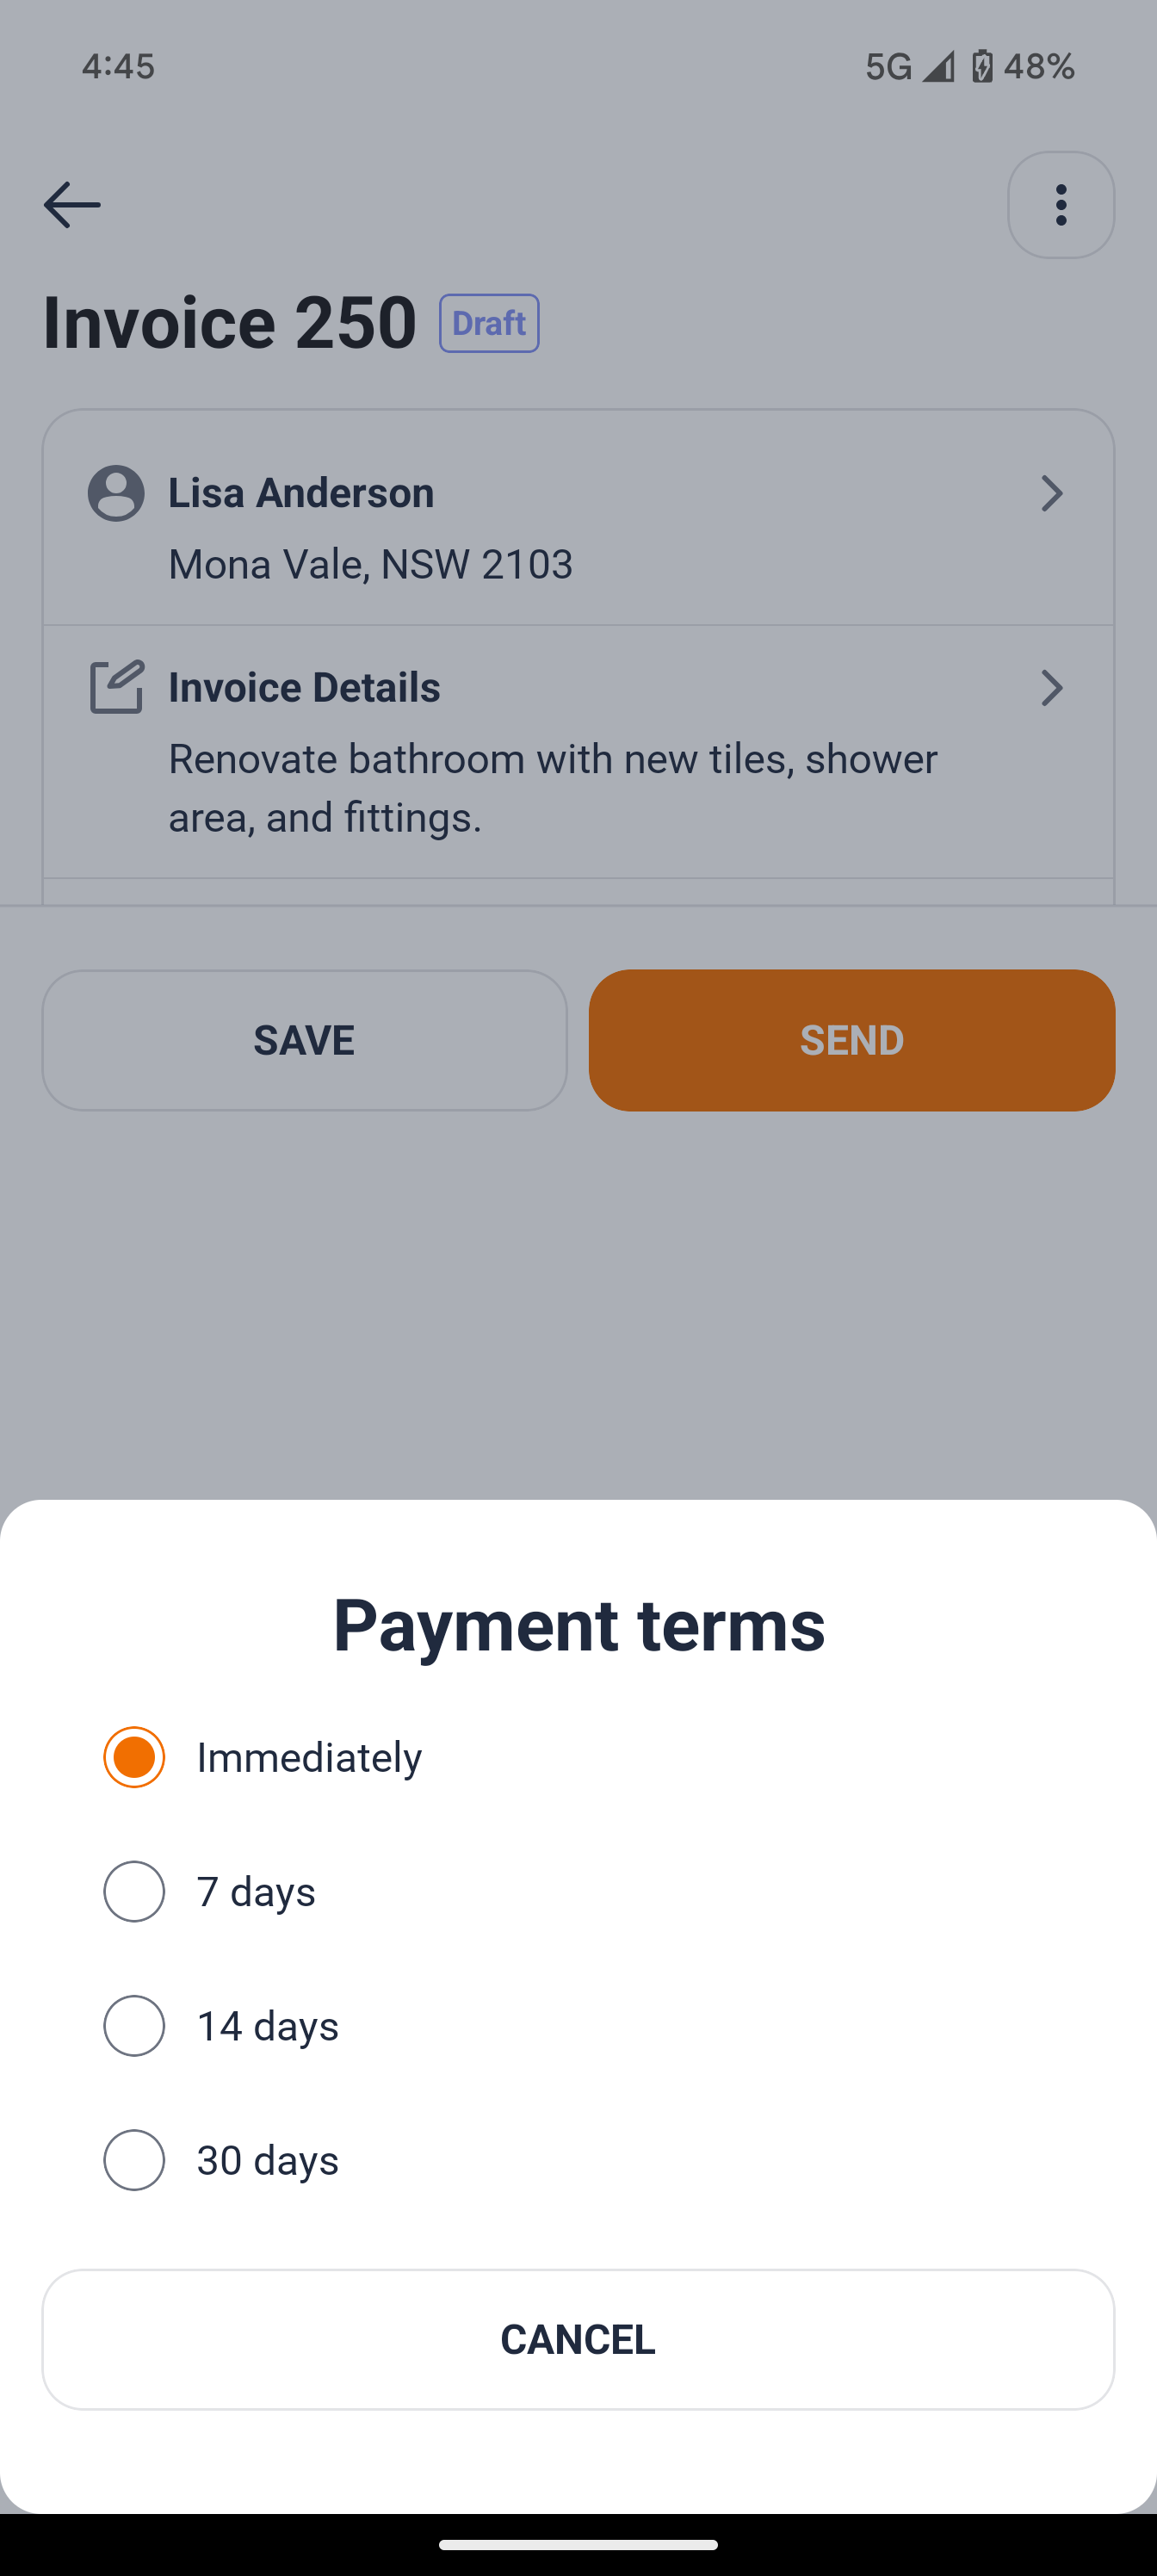 4:45
5G 48%
Invoice 250 Draft
Lisa Anderson
Mona Vale, NSW 2103
Invoice Details
Renovate bathroom with new tiles, shower
area, and fittings.
SAVE
SEND
Payment terms
Immediately
7 days
14 days
30 days
CANCEL